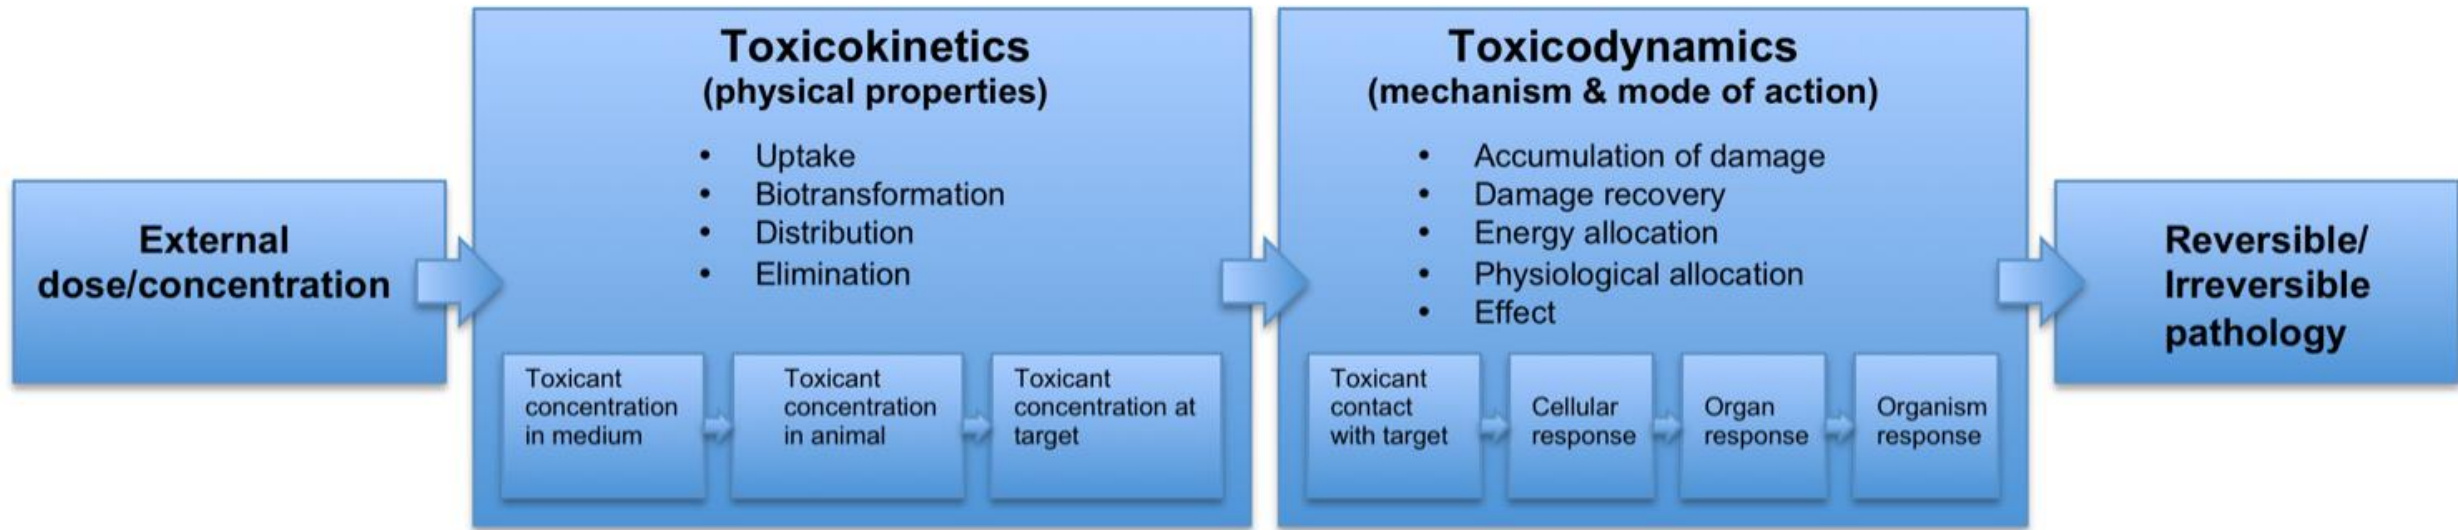 External
dose/concentration
Toxicokinetics
(physical properties)
• Uptake
• Biotransformation
• Distribution
• Elimination
Toxicant
concentration
in medium
Toxicant
concentration
in animal
Toxicant
concentration at
target
Toxicodynamics
(mechanism & mode of action)
• Accumulation of damage
• Damage recovery
• Energy allocation
• Physiological allocation
• Effect
Toxicant
contact
with target
Cellular
response
Organ
response
Organism
response
Reversible/
Irreversible
pathology